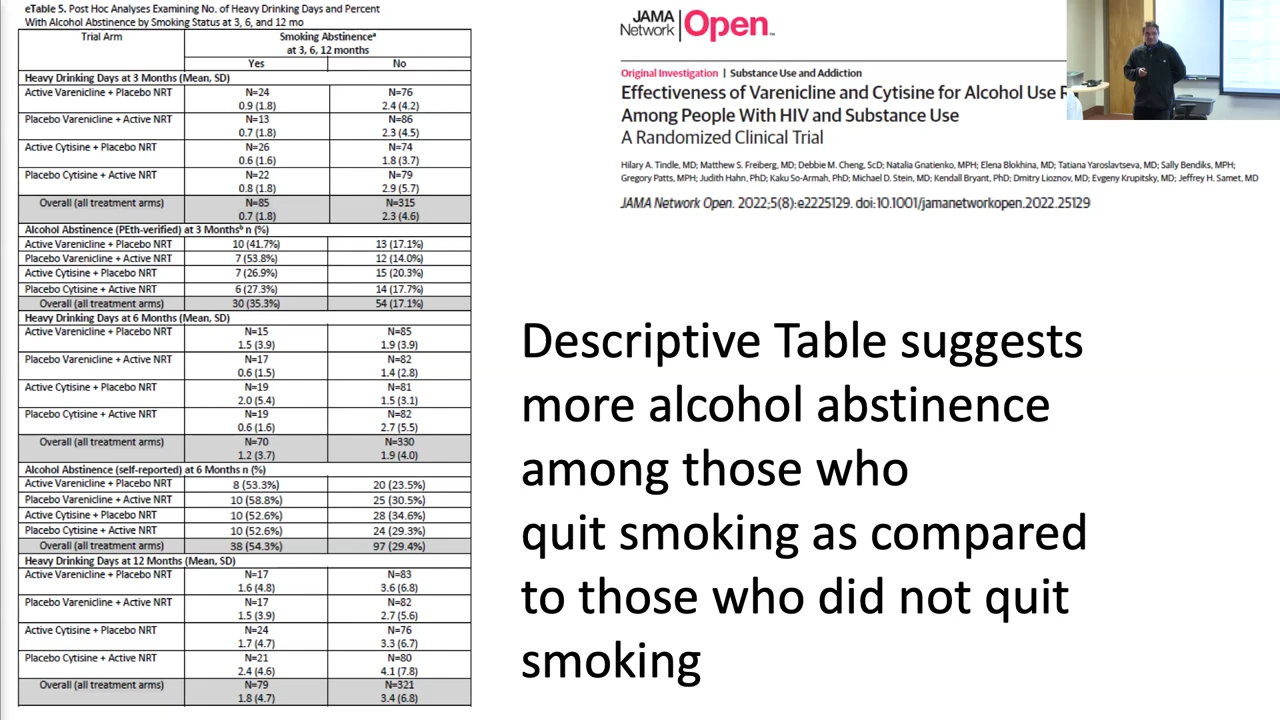 eTable 5. Post Hoc Analyses Examining No. of Heavy Drinking Days and Percent
With Alcohol Abstinence by Smoking Status at 3, 6, and 12 mo
Trial Arm
Smoking Abstinenceᵃ
at 3, 6, 12 months
Yes No
Heavy Drinking Days at 3 Months (Mean, SD)
Active Varenicline + Placebo NRT N=24 N=76
0.9 (1.8) 2.4 (4.2)
Placebo Varenicline + Active NRT N=13 N=86
0.7 (1.8) 2.3 (4.5)
Active Cytisine + Placebo NRT N=26 N=74
0.6 (1.6) 1.8 (3.7)
Placebo Cytisine + Active NRT N=22 N=79
0.8 (1.8) 2.9 (5.7)
Overall (all treatment arms) N=85 N=315
0.7 (1.8) 2.3 (4.6)
Alcohol Abstinence (PEth-verified) at 3 Monthsᵇ n (%)
Active Varenicline + Placebo NRT 10 (41.7%) 13 (17.1%)
Placebo Varenicline + Active NRT 7 (53.8%) 12 (14.0%)
Active Cytisine + Placebo NRT 7 (26.9%) 15 (20.3%)
Placebo Cytisine + Active NRT 6 (27.3%) 14 (17.7%)
Overall (all treatment arms) 30 (35.3%) 54 (17.1%)
Heavy Drinking Days at 6 Months (Mean, SD)
Active Varenicline + Placebo NRT N=15 N=85
1.5 (3.9) 1.9 (3.9)
Placebo Varenicline + Active NRT N=17 N=82
0.6 (1.5) 1.4 (2.8)
Active Cytisine + Placebo NRT N=19 N=81
2.0 (5.4) 1.5 (3.1)
Placebo Cytisine + Active NRT N=19 N=82
0.6 (1.6) 2.7 (5.5)
Overall (all treatment arms) N=70 N=330
1.2 (3.7) 1.9 (4.0)
Alcohol Abstinence (self-reported) at 6 Months n (%)
Active Varenicline + Placebo NRT 8 (53.3%) 20 (23.5%)
Placebo Varenicline + Active NRT 10 (58.8%) 25 (30.5%)
Active Cytisine + Placebo NRT 10 (52.6%) 28 (34.6%)
Placebo Cytisine + Active NRT 10 (52.6%) 24 (29.3%)
Overall (all treatment arms) 38 (54.3%) 97 (29.4%)
Heavy Drinking Days at 12 Months (Mean, SD)
Active Varenicline + Placebo NRT N=17 N=83
1.6 (4.8) 3.6 (6.8)
Placebo Varenicline + Active NRT N=17 N=82
1.5 (3.9) 2.7 (5.6)
Active Cytisine + Placebo NRT N=24 N=76
1.7 (4.7) 3.3 (6.7)
Placebo Cytisine + Active NRT N=21 N=80
2.4 (4.6) 4.1 (7.8)
Overall (all treatment arms) N=79 N=321
1.8 (4.7) 3.4 (6.8)
JAMA Network | Open™
Original Investigation | Substance Use and Addiction
Effectiveness of Varenicline and Cytisine for Alcohol Use
Among People With HIV and Substance Use
A Randomized Clinical Trial
Hilary A. Tindle, MD; Matthew S. Freiberg, MD; Debbie M. Cheng, ScD; Natalia Gnatienko, MPH; Elena Blokhina, MD; Tatiana Yaroslavtseva, MD; Sally Bendiks, MPH;
Gregory Patts, MPH; Judith Hahn, PhD; Kaku So-Armah, PhD; Michael D. Stein, MD; Kendall Bryant, PhD; Dmitry Lioznov, MD; Evgeny Krupitsky, MD; Jeffrey H. Samet, MD
JAMA Network Open. 2022;5(8):e2225129. doi:10.1001/jamanetworkopen.2022.25129
Descriptive Table suggests
more alcohol abstinence
among those who
quit smoking as compared
to those who did not quit
smoking